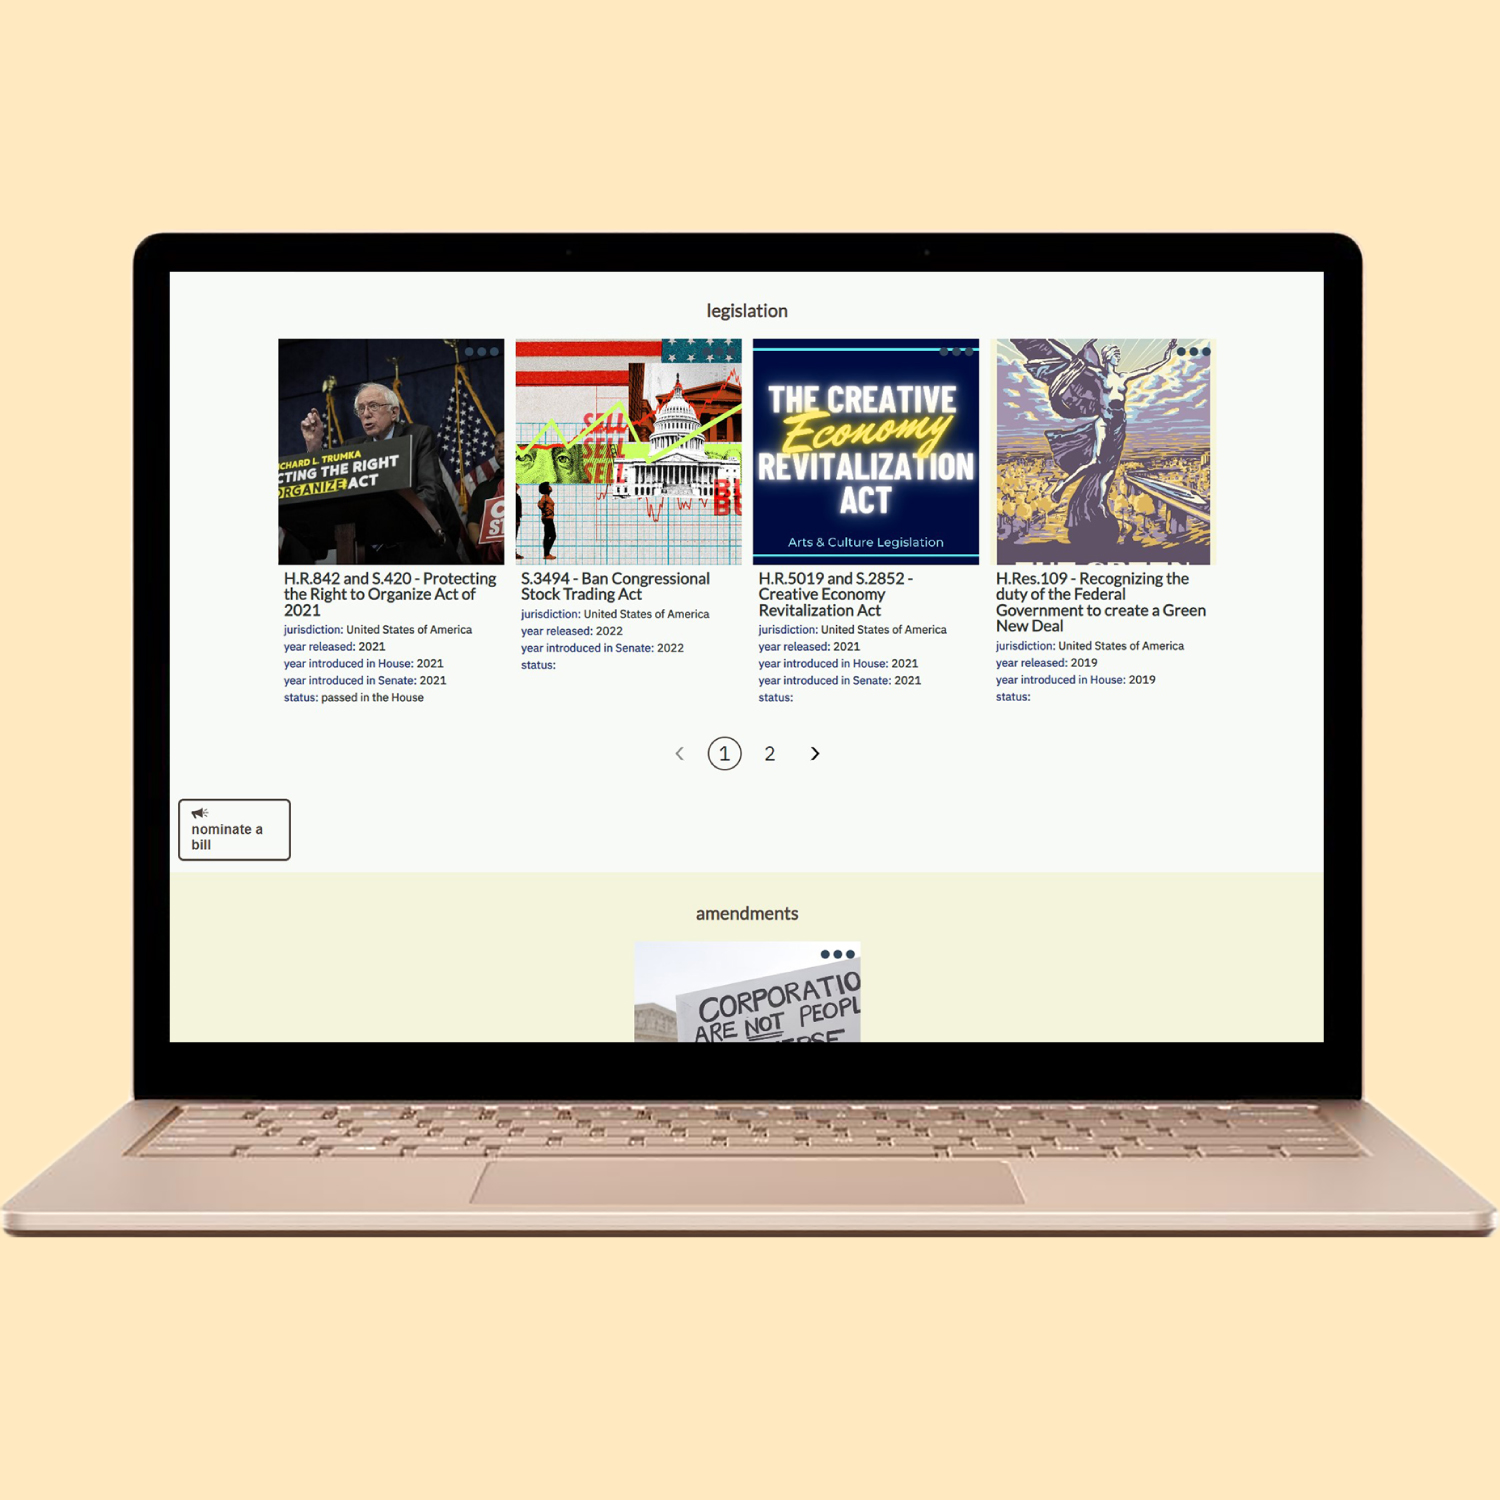 legislation
RICHARD L. TRUMKA
CTING THE RIGHT
ORGANIZE ACT
SELL
SELL
SELL
THE CREATIVE
Economy
REVITALIZATION
ACT
Arts & Culture Legislation
H.R.842 and S.420 - Protecting
the Right to Organize Act of
2021
jurisdiction: United States of America
year released: 2021
year introduced in House: 2021
year introduced in Senate: 2021
status: passed in the House
S.3494 - Ban Congressional
Stock Trading Act
jurisdiction: United States of America
year released: 2022
year introduced in Senate: 2022
status:
H.R.5019 and S.2852 -
Creative Economy
Revitalization Act
jurisdiction: United States of America
year released: 2021
year introduced in House: 2021
year introduced in Senate: 2021
status:
H.Res.109 - Recognizing the
duty of the Federal
Government to create a Green
New Deal
jurisdiction: United States of America
year released: 2019
year introduced in House: 2019
status:
1 2
nominate a
bill
amendments
CORPORATIO
ARE NOT PEOPL